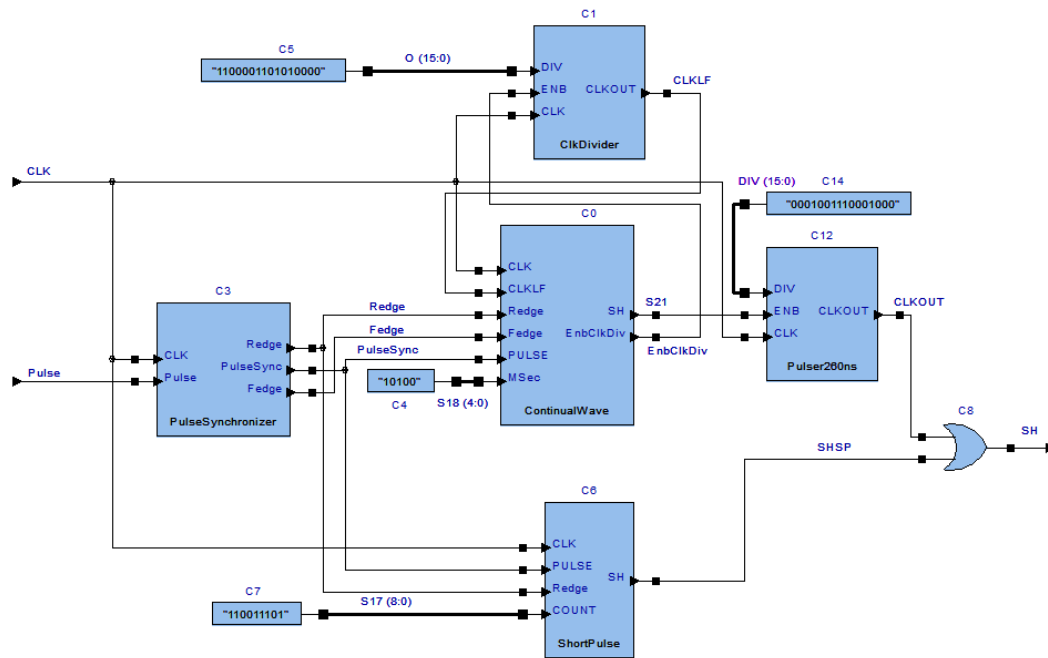 C1
C5
O (15:0)
"1100001101010000"
DIV
ENB
CLKOUT
CLKLF
CLK
ClkDivider
CLK
DIV (15:0)
C14
"0001001110001000"
C0
C12
CLK
CLKLF
DIV
C3
Redge
Redge
SH
S21
ENB
CLKOUT
CLKOUT
Fedge
Fedge
EnbClkDiv
EnbClkDiv
CLK
Redge
PulseSync
PULSE
Pulser260ns
CLK
PulseSync
Pulse
Pulse
Fedge
"10100"
MSec
C4
S18 (4:0)
ContinualWave
PulseSynchronizer
C8
SH
SHSP
C6
CLK
PULSE
SH
Redge
C7
S17 (8:0)
"110011101"
COUNT
ShortPulse